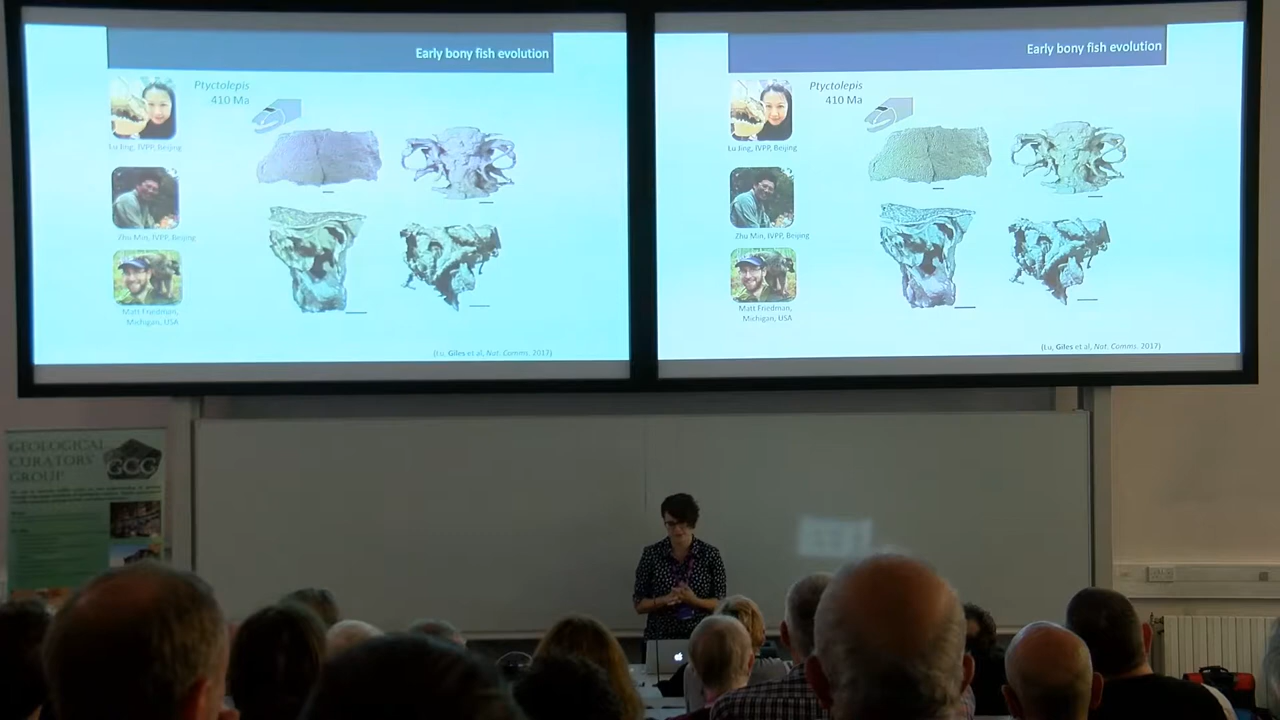 Early bony fish evolution
Ptyctolepis
410 Ma
Lu Jing, IVPP, Beijing
Zhu Min, IVPP, Beijing
Matt Friedman,
Michigan, USA
(Lu, Giles et al, Nat. Comms. 2017)
Early bony fish evolution
Ptyctolepis
410 Ma
Lu Jing, IVPP, Beijing
Zhu Min, IVPP, Beijing
Matt Friedman,
Michigan, USA
(Lu, Giles et al, Nat. Comms. 2017)
GEOLOGICAL
CURATORS'
GROUP
GCG